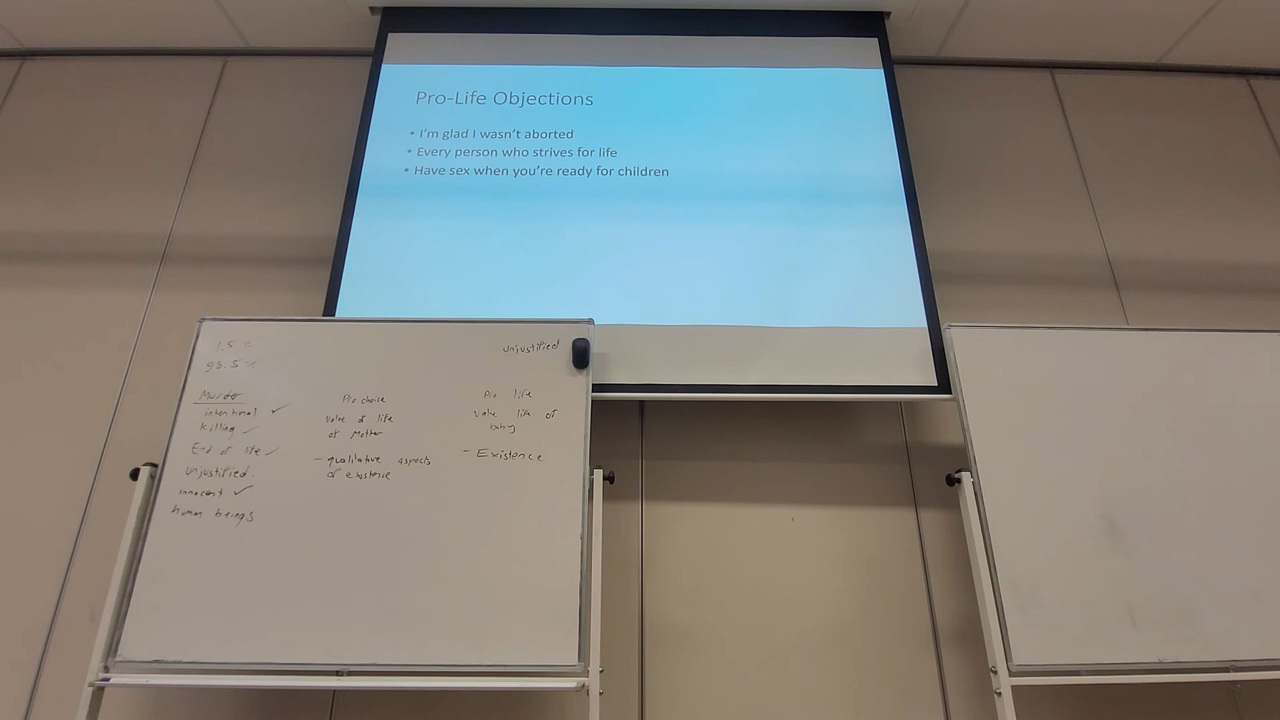 Pro-Life Objections
• I'm glad I wasn't aborted
• Every person who strives for life
• Have sex when you're ready for children
1.5 %
98.5 %
Murder
intentional ✓
killing ✓
End of life ✓
unjustified.
innocent ✓
human beings
Pro choice
Value of life
of Mother
- qualitative aspects
of existence
unjustified
Pro life
Value life of
baby
- Existence